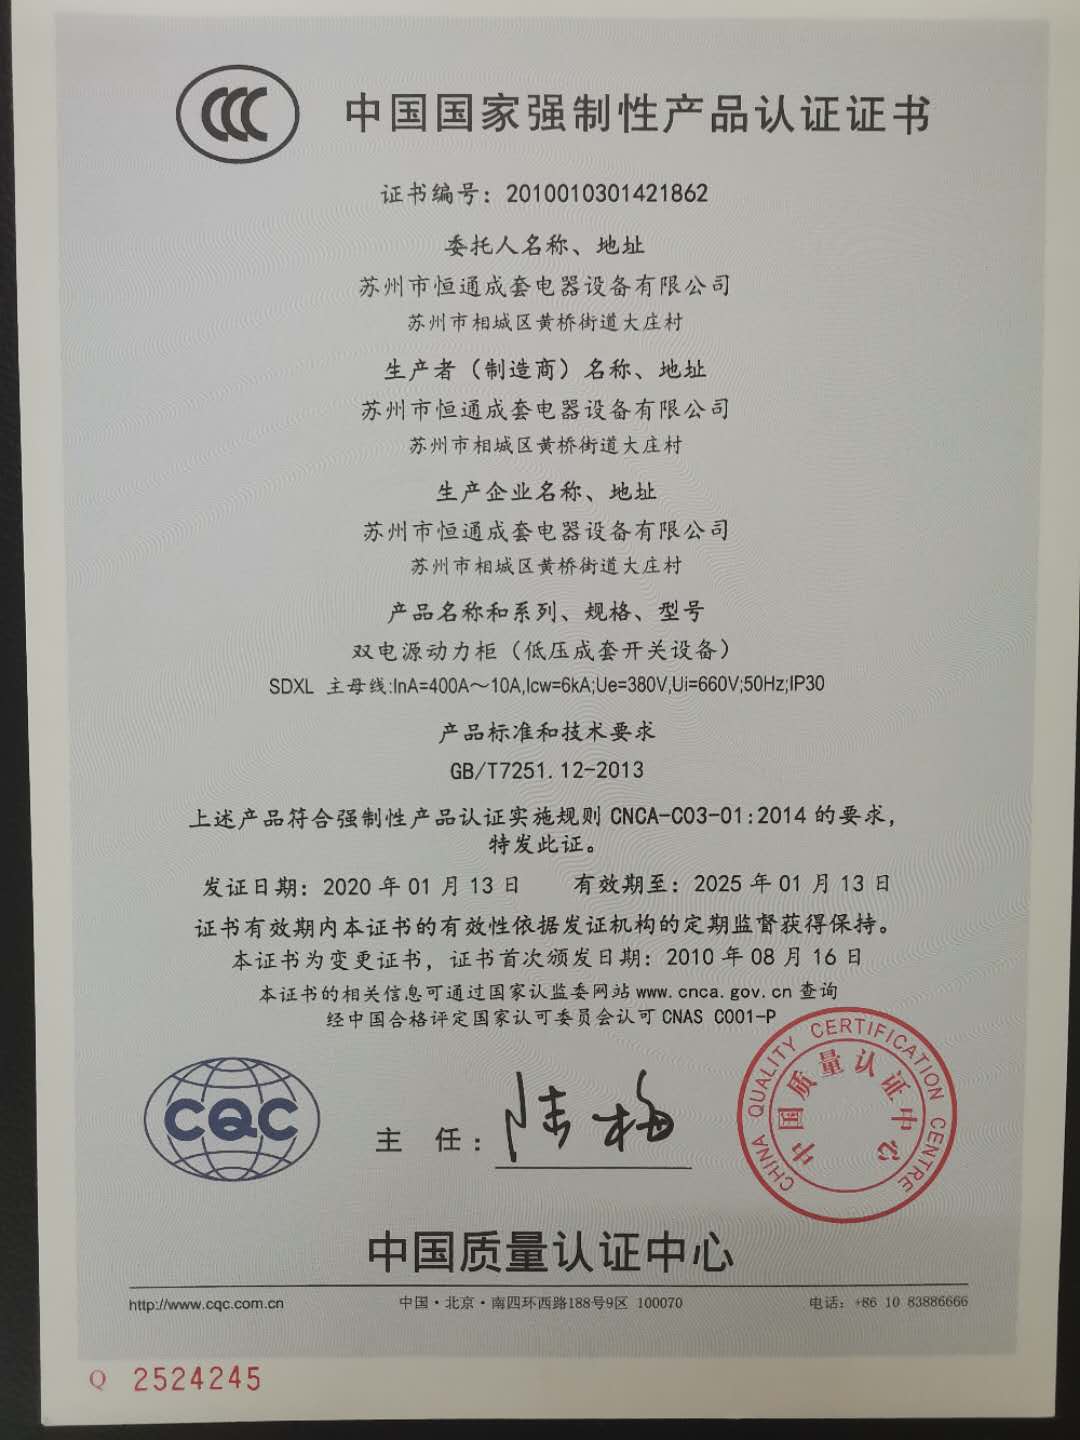 中国国家强制性产品认证证书
证书编号：2010010301421862
委托人名称、地址
苏州市恒通成套电器设备有限公司
苏州市相城区黄桥街道大庄村
生产者（制造商）名称、地址
苏州市恒通成套电器设备有限公司
苏州市相城区黄桥街道大庄村
生产企业名称、地址
苏州市恒通成套电器设备有限公司
苏州市相城区黄桥街道大庄村
产品名称和系列、规格、型号
双电源动力柜（低压成套开关设备）
SDXL 主母线:InA=400A～10A,Icw=6kA;Ue=380V,Ui=660V;50Hz;IP30
产品标准和技术要求
GB/T7251.12-2013
上述产品符合强制性产品认证实施规则 CNCA-C03-01:2014 的要求，
特发此证。
发证日期：2020 年 01 月 13 日 有效期至：2025 年 01 月 13 日
证书有效期内本证书的有效性依据发证机构的定期监督获得保持。
本证书为变更证书，证书首次颁发日期：2010 年 08 月 16 日
本证书的相关信息可通过国家认监委网站 www.cnca.gov.cn 查询
经中国合格评定国家认可委员会认可 CNAS C001-P
CQC
主 任：陆梅
CHINA QUALITY CERTIFICATION CENTRE
中国质量认证中心
中国质量认证中心
http://www.cqc.com.cn 中国·北京·南四环西路188号9区 100070 电话：+86 10 83886666
Q 2524245